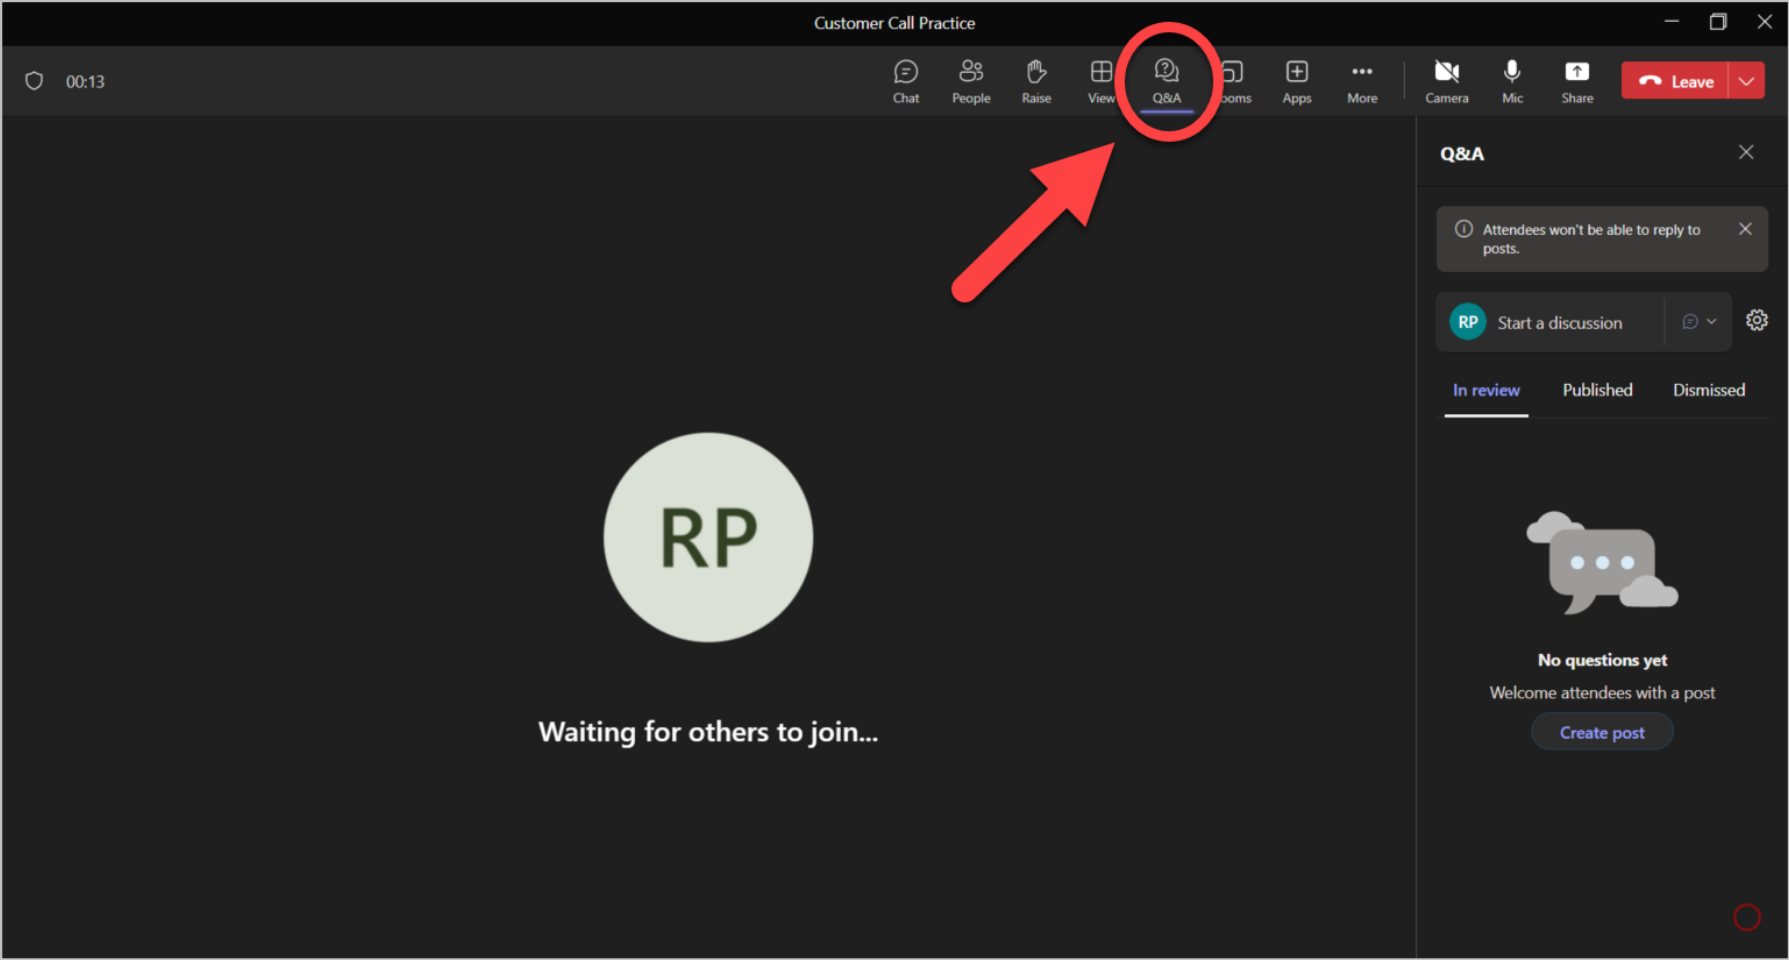 Customer Call Practice
00:13
Chat
People
Raise
View
Q&A
ooms
Apps
More
Camera
Mic
Share
Leave
Q&A
Attendees won't be able to reply to
posts.
RP
Start a discussion
In review
Published
Dismissed
RP
Waiting for others to join...
No questions yet
Welcome attendees with a post
Create post